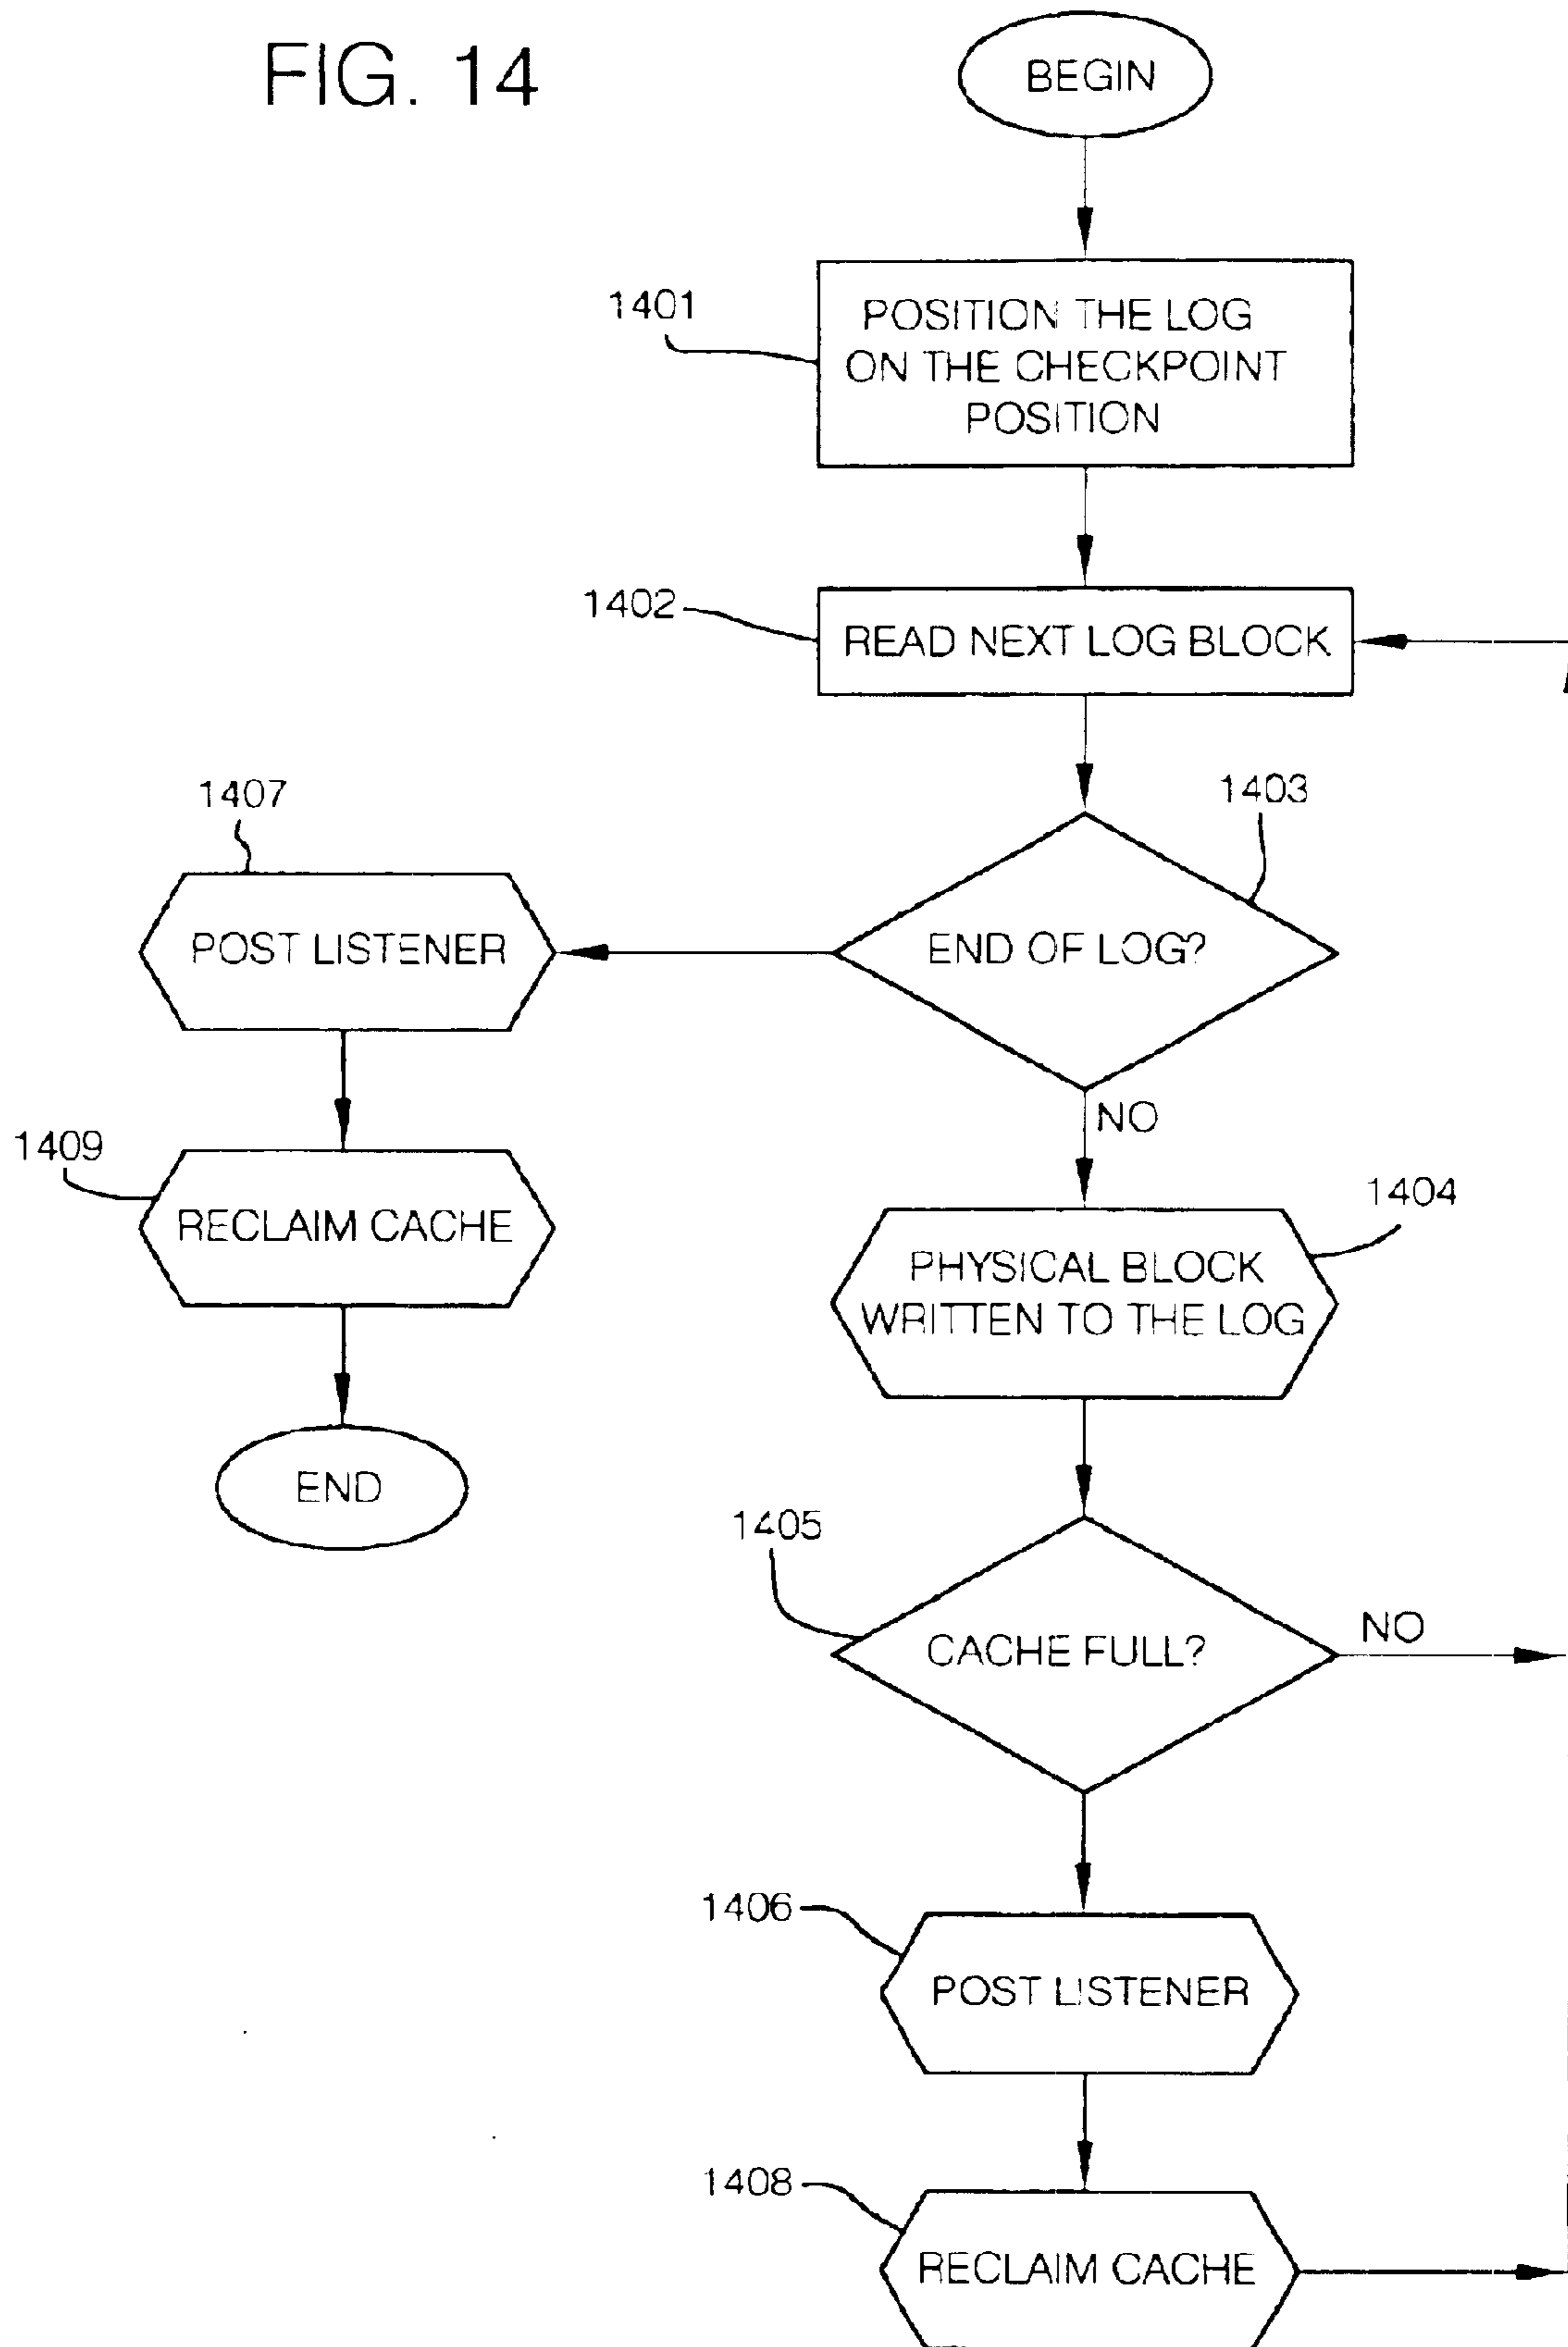 FIG. 14
BEGIN
1401
POSITION THE LOG
ON THE CHECKPOINT
POSITION
1402
READ NEXT LOG BLOCK
1403
END OF LOG?
1407
POST LISTENER
NO
1409
RECLAIM CACHE
1404
PHYSICAL BLOCK
WRITTEN TO THE LOG
END
1405
CACHE FULL?
NO
1406
POST LISTENER
1408
RECLAIM CACHE